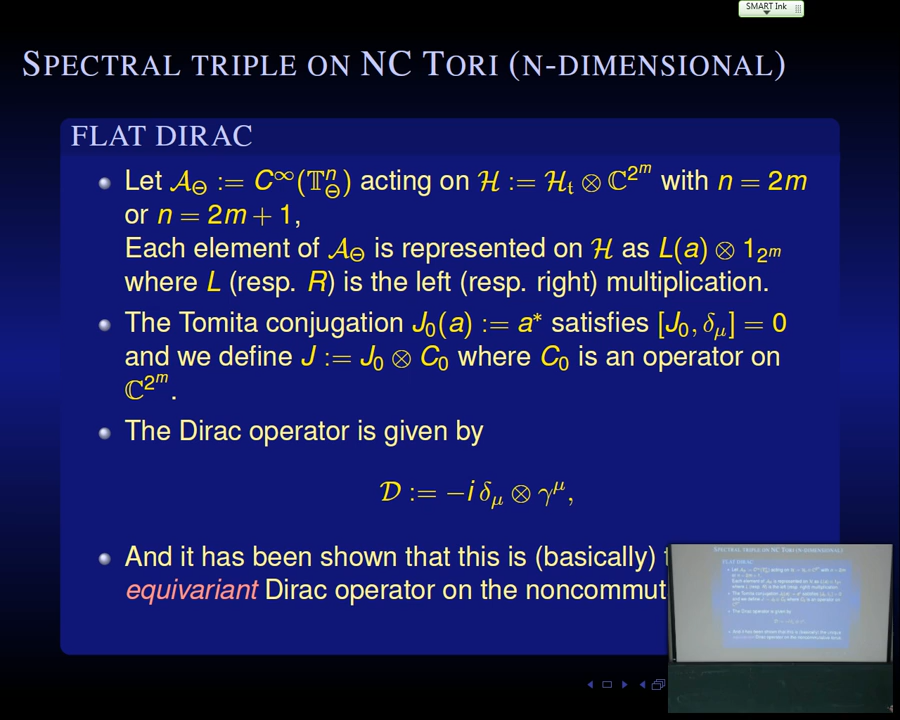 SMART Ink
SPECTRAL TRIPLE ON NC TORI (N-DIMENSIONAL)
FLAT DIRAC
Let 𝒜_Θ := C^∞(𝕋^n_Θ) acting on ℋ := ℋ_t ⊗ ℂ^{2^m} with n = 2m
or n = 2m + 1,
Each element of 𝒜_Θ is represented on ℋ as L(a) ⊗ 1_{2^m}
where L (resp. R) is the left (resp. right) multiplication.
The Tomita conjugation J_0(a) := a* satisfies [J_0, δ_μ] = 0
and we define J := J_0 ⊗ C_0 where C_0 is an operator on
ℂ^{2^m}.
The Dirac operator is given by
𝒟 := −i δ_μ ⊗ γ^μ,
And it has been shown that this is (basically)
equivariant Dirac operator on the noncommut